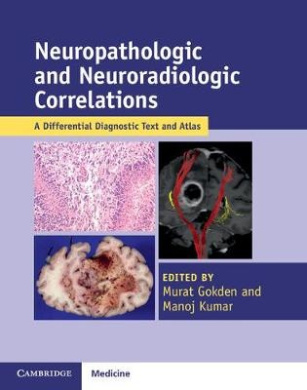 Neuropathologic
and Neuroradiologic
Correlations
A Differential Diagnostic Text and Atlas
EDITED BY
Murat Gokden and
Manoj Kumar
CAMBRIDGE
Medicine